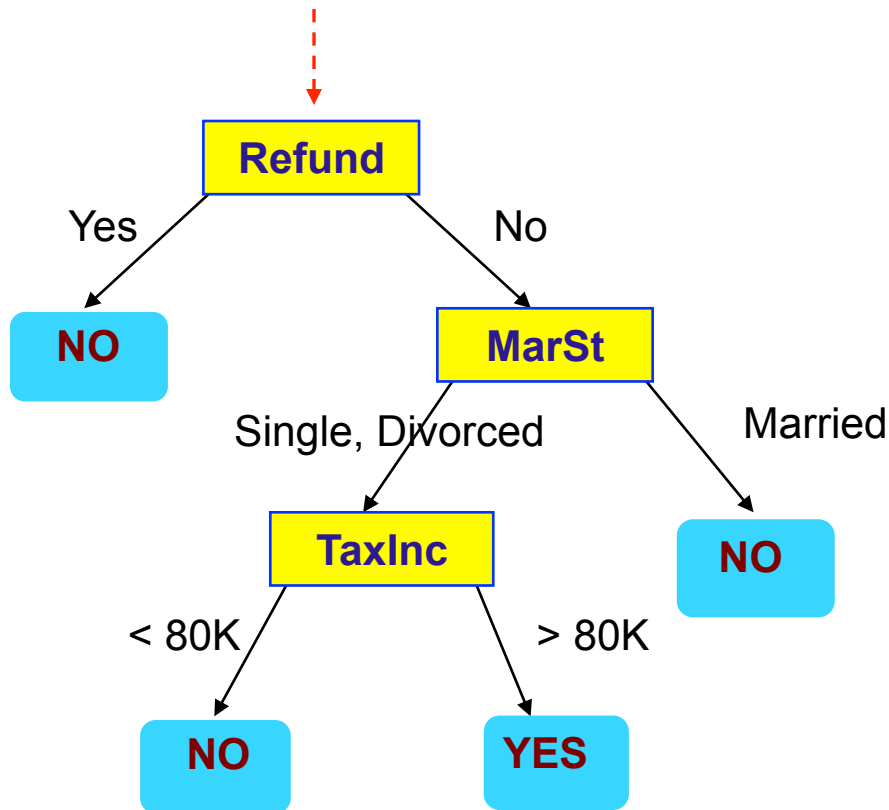 Refund
Yes
No
NO
MarSt
Single, Divorced
Married
TaxInc
NO
< 80K
> 80K
NO
YES